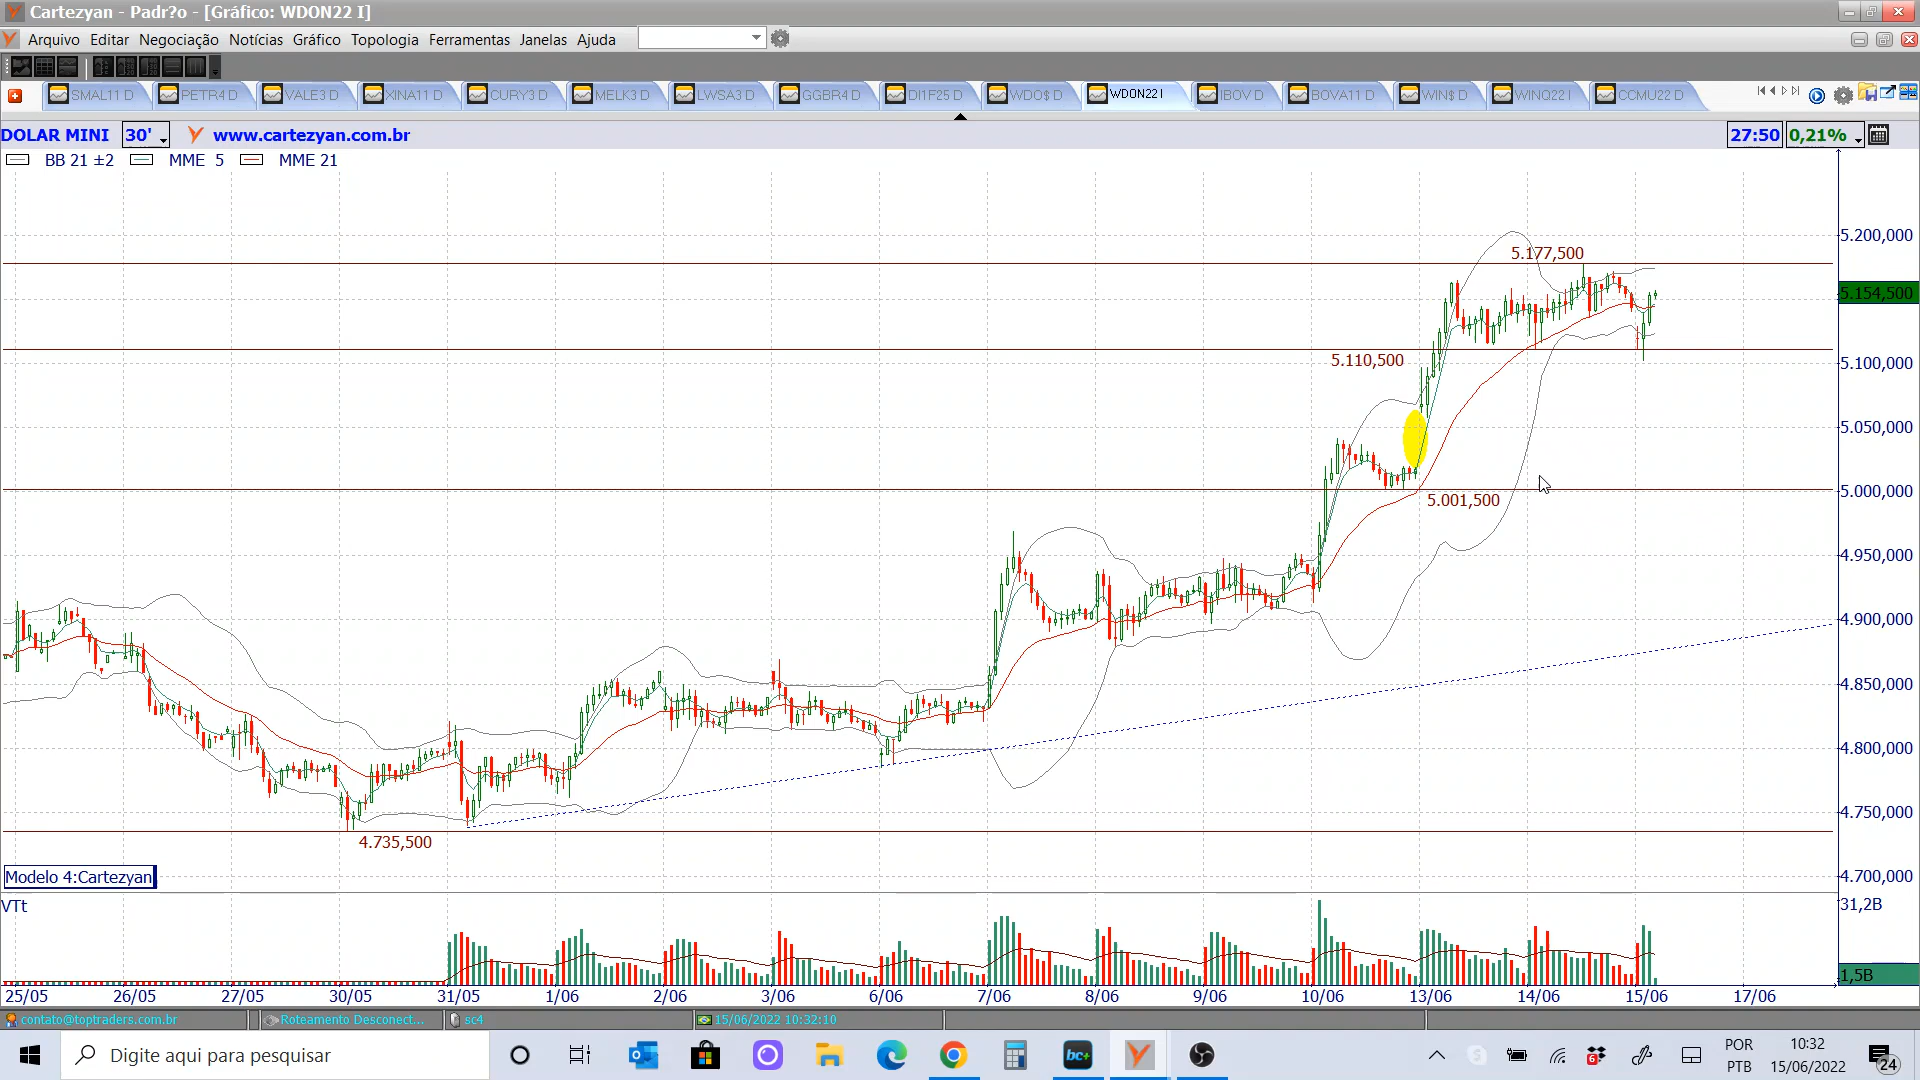 Cartezyan - Padr?o - [Gráfico: WDON22 I]
Arquivo Editar Negociação Notícias Gráfico Topologia Ferramentas Janelas Ajuda
SMAL11 D PETR4 D VALE3 D XINA11 D CURY3 D MELK3 D LWSA3 D GGBR4 D DI1F25 D WDO$ D WDON22 I IBOV D BOVA11 D WIN$ D WINQ22 I CCMU22 D
DOLAR MINI 30' www.cartezyan.com.br 27:50 0,21%
BB 21 ±2 MME 5 MME 21
5.200,000
5.177,500
5.154,500
5.110,500
5.100,000
5.050,000
5.000,000
5.001,500
4.950,000
4.900,000
4.850,000
4.800,000
4.750,000
4.735,500
4.700,000
Modelo 4:Cartezyan
VTt
31,2B
1,5B
25/05 26/05 27/05 30/05 31/05 1/06 2/06 3/06 6/06 7/06 8/06 9/06 10/06 13/06 14/06 15/06 17/06
contato@toptraders.com.br Roteamento Desconect... sc4 15/06/2022 10:32:10
Digite aqui para pesquisar
bc+
6
POR
PTB
10:32
15/06/2022
24